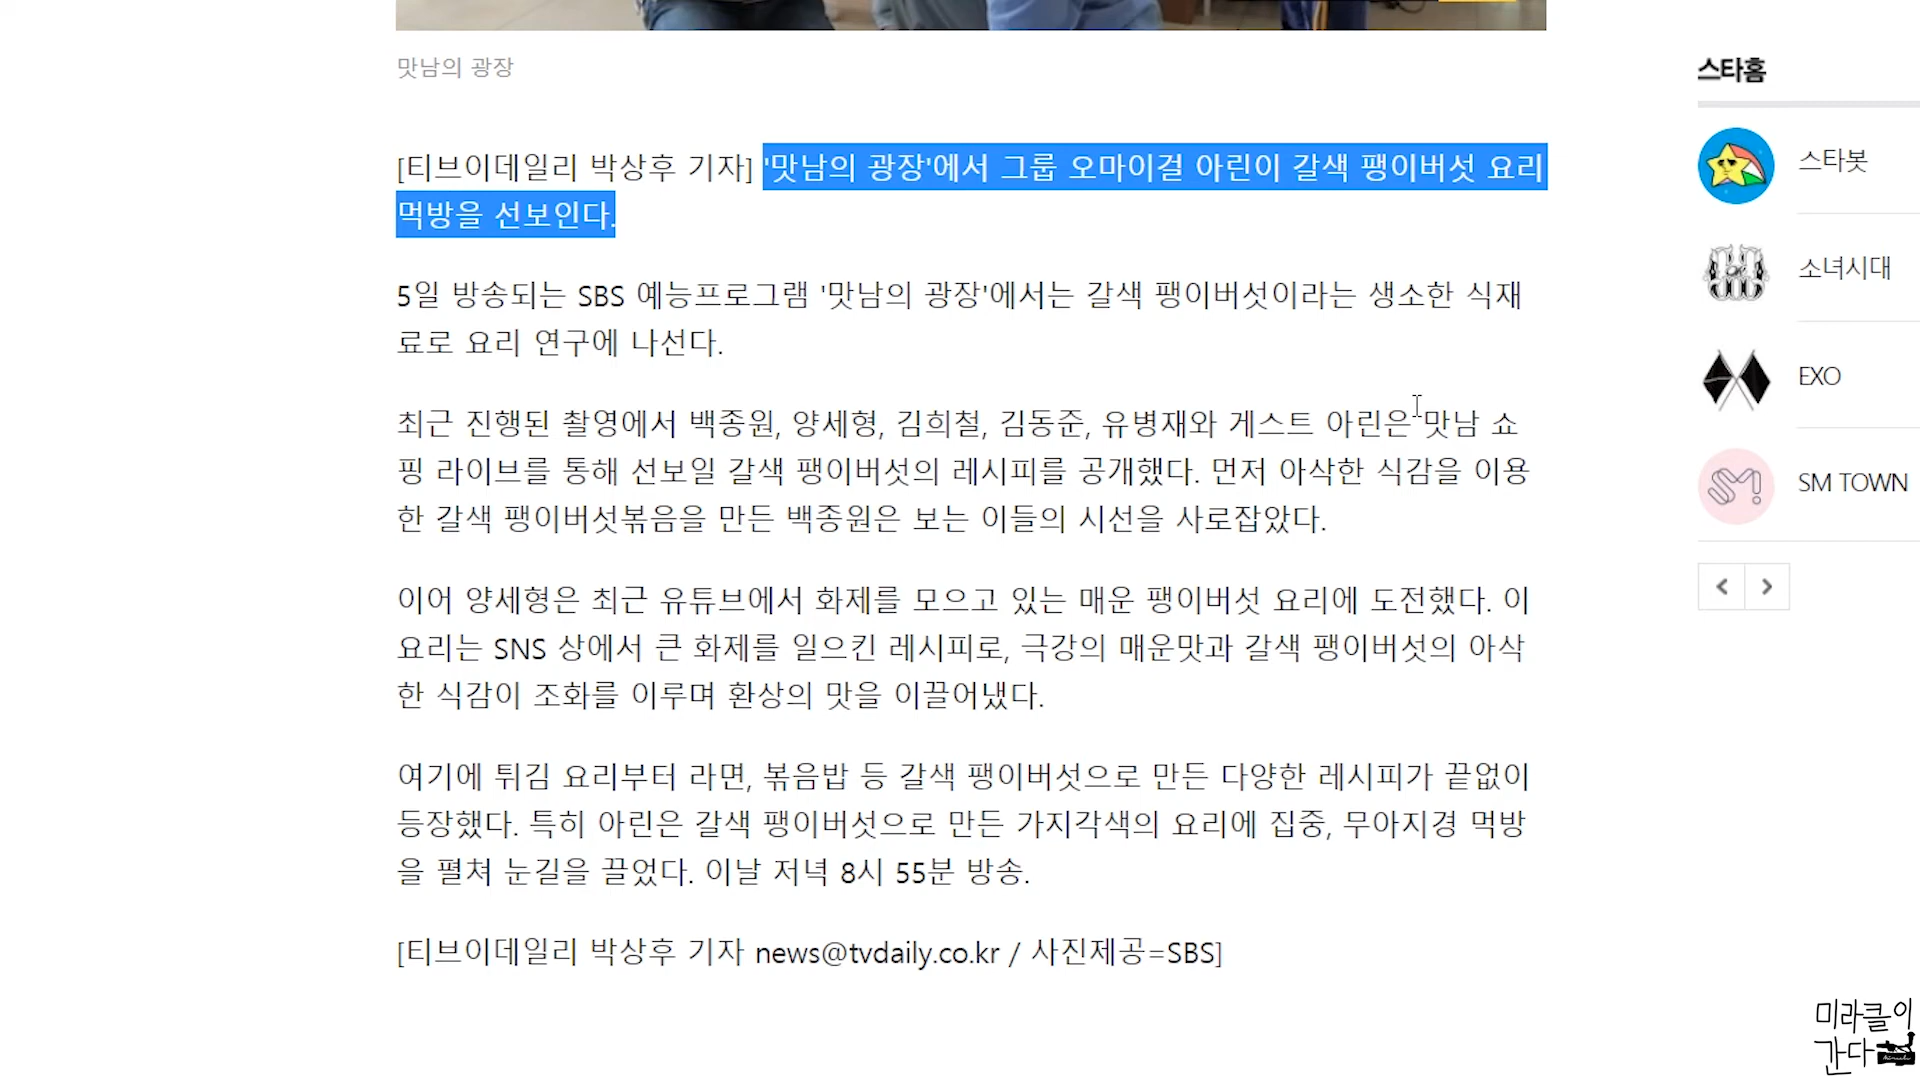 맛남의 광장
[티브이데일리 박상후 기자] '맛남의 광장'에서 그룹 오마이걸 아린이 갈색 팽이버섯 요리
먹방을 선보인다.
5일 방송되는 SBS 예능프로그램 '맛남의 광장'에서는 갈색 팽이버섯이라는 생소한 식재
료로 요리 연구에 나선다.
최근 진행된 촬영에서 백종원, 양세형, 김희철, 김동준, 유병재와 게스트 아린은 맛남 쇼
핑 라이브를 통해 선보일 갈색 팽이버섯의 레시피를 공개했다. 먼저 아삭한 식감을 이용
한 갈색 팽이버섯볶음을 만든 백종원은 보는 이들의 시선을 사로잡았다.
이어 양세형은 최근 유튜브에서 화제를 모으고 있는 매운 팽이버섯 요리에 도전했다. 이
요리는 SNS 상에서 큰 화제를 일으킨 레시피로, 극강의 매운맛과 갈색 팽이버섯의 아삭
한 식감이 조화를 이루며 환상의 맛을 이끌어냈다.
여기에 튀김 요리부터 라면, 볶음밥 등 갈색 팽이버섯으로 만든 다양한 레시피가 끝없이
등장했다. 특히 아린은 갈색 팽이버섯으로 만든 가지각색의 요리에 집중, 무아지경 먹방
을 펼쳐 눈길을 끌었다. 이날 저녁 8시 55분 방송.
[티브이데일리 박상후 기자 news@tvdaily.co.kr / 사진제공=SBS]
스타홈
스타봇
소녀시대
EXO
SM TOWN
미라클이
간다